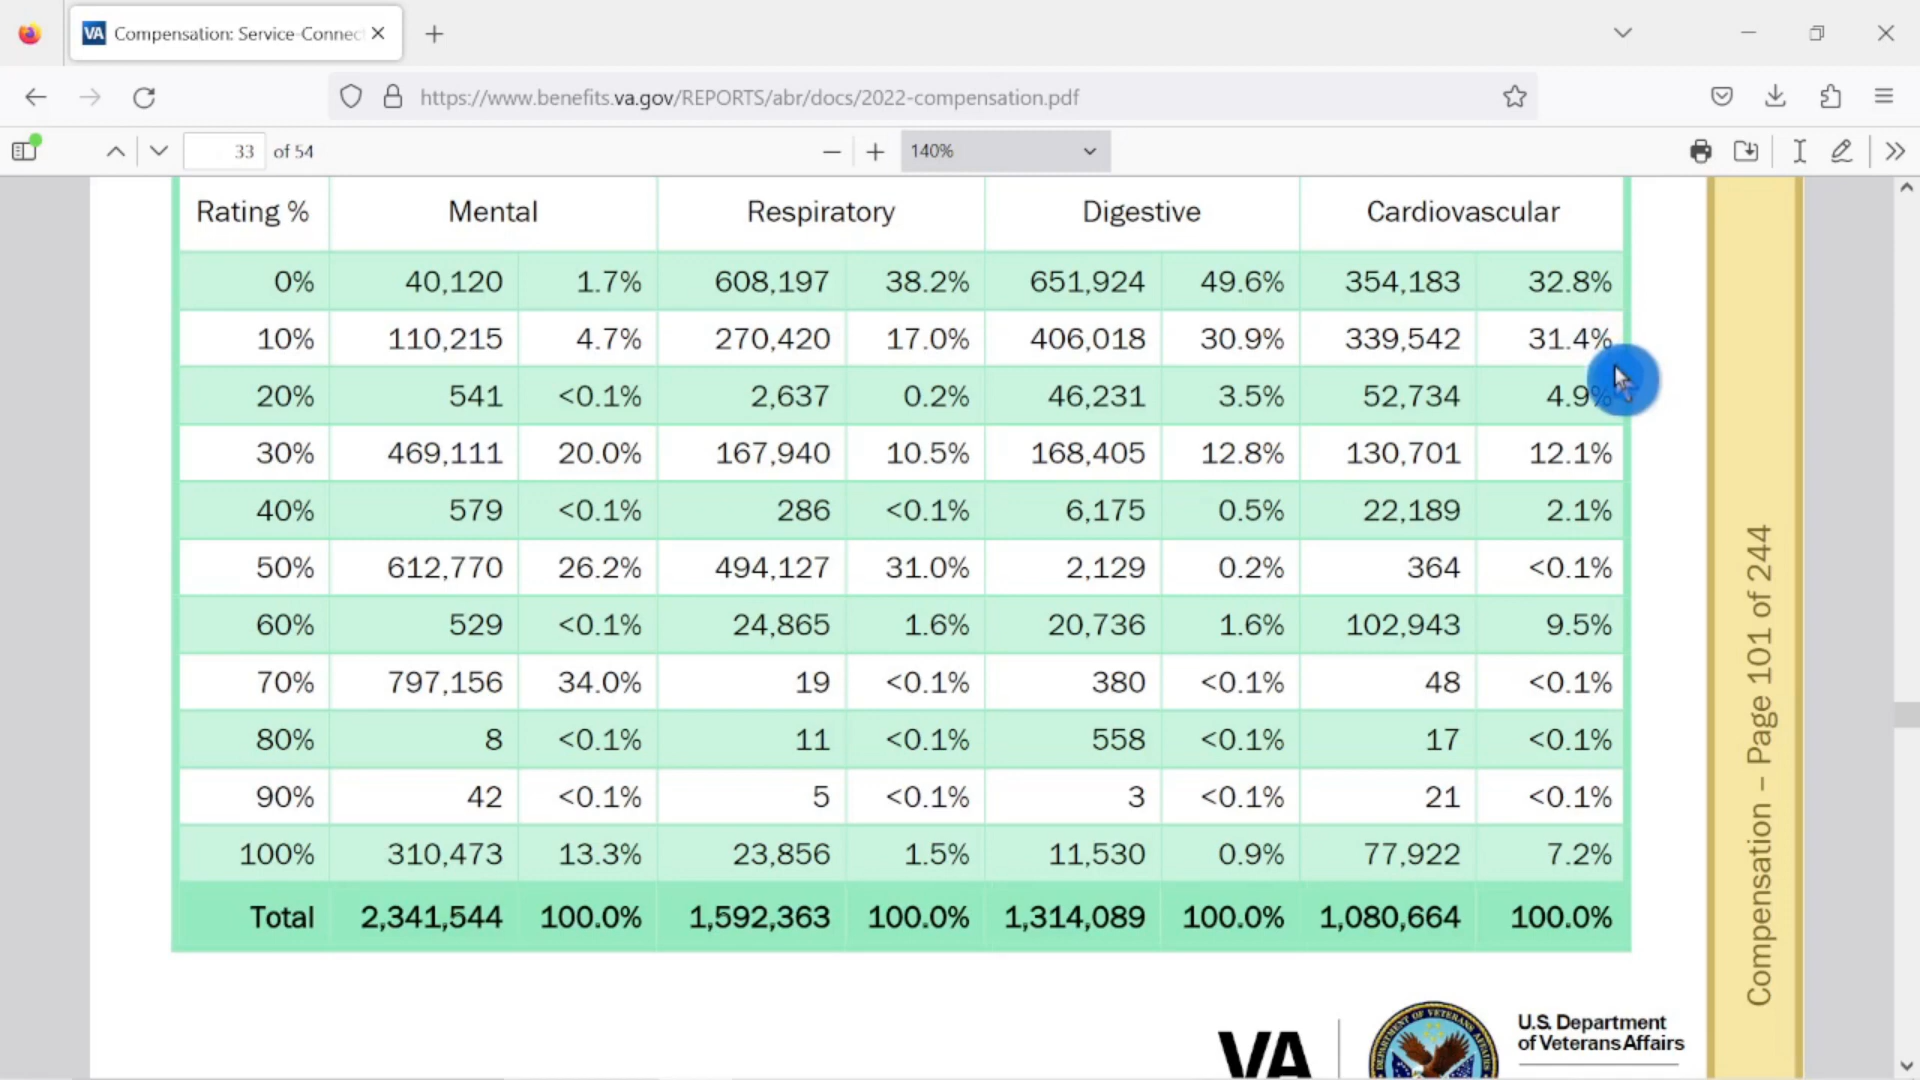 VA Compensation: Service-Connec
https://www.benefits.va.gov/REPORTS/abr/docs/2022-compensation.pdf
33 of 54
140%
Rating % Mental Respiratory Digestive Cardiovascular
0% 40,120 1.7% 608,197 38.2% 651,924 49.6% 354,183 32.8%
10% 110,215 4.7% 270,420 17.0% 406,018 30.9% 339,542 31.4%
20% 541 <0.1% 2,637 0.2% 46,231 3.5% 52,734 4.9%
30% 469,111 20.0% 167,940 10.5% 168,405 12.8% 130,701 12.1%
40% 579 <0.1% 286 <0.1% 6,175 0.5% 22,189 2.1%
50% 612,770 26.2% 494,127 31.0% 2,129 0.2% 364 <0.1%
60% 529 <0.1% 24,865 1.6% 20,736 1.6% 102,943 9.5%
70% 797,156 34.0% 19 <0.1% 380 <0.1% 48 <0.1%
80% 8 <0.1% 11 <0.1% 558 <0.1% 17 <0.1%
90% 42 <0.1% 5 <0.1% 3 <0.1% 21 <0.1%
100% 310,473 13.3% 23,856 1.5% 11,530 0.9% 77,922 7.2%
Total 2,341,544 100.0% 1,592,363 100.0% 1,314,089 100.0% 1,080,664 100.0%
Compensation – Page 101 of 244
VA
U.S. Department
of Veterans Affairs